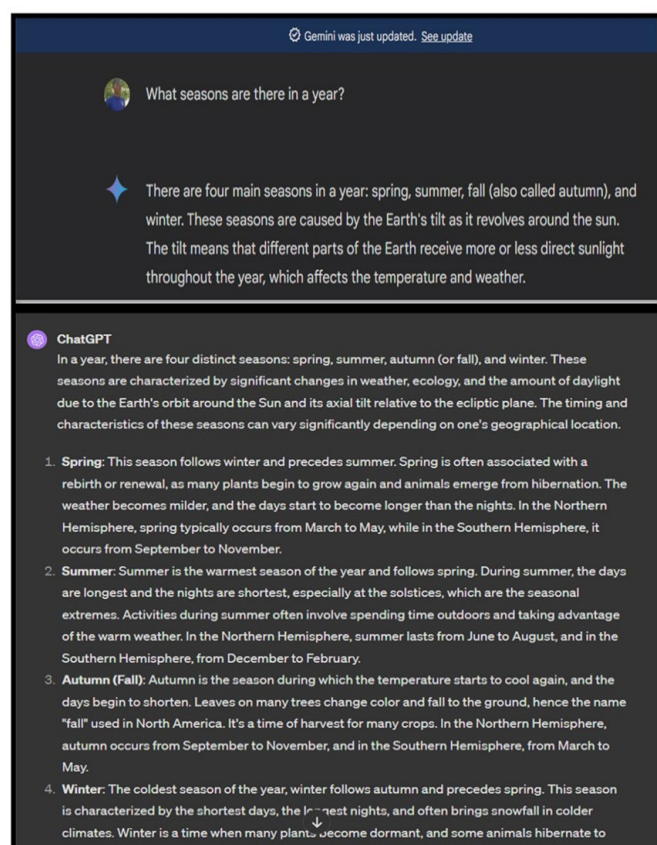 Gemini was just updated. See update
What seasons are there in a year?
There are four main seasons in a year: spring, summer, fall (also called autumn), and
winter. These seasons are caused by the Earth's tilt as it revolves around the sun.
The tilt means that different parts of the Earth receive more or less direct sunlight
throughout the year, which affects the temperature and weather.
ChatGPT
In a year, there are four distinct seasons: spring, summer, autumn (or fall), and winter. These
seasons are characterized by significant changes in weather, ecology, and the amount of daylight
due to the Earth's orbit around the Sun and its axial tilt relative to the ecliptic plane. The timing and
characteristics of these seasons can vary significantly depending on one's geographical location.
1. Spring: This season follows winter and precedes summer. Spring is often associated with a
rebirth or renewal, as many plants begin to grow again and animals emerge from hibernation. The
weather becomes milder, and the days start to become longer than the nights. In the Northern
Hemisphere, spring typically occurs from March to May, while in the Southern Hemisphere, it
occurs from September to November.
2. Summer: Summer is the warmest season of the year and follows spring. During summer, the days
are longest and the nights are shortest, especially at the solstices, which are the seasonal
extremes. Activities during summer often involve spending time outdoors and taking advantage
of the warm weather. In the Northern Hemisphere, summer lasts from June to August, and in the
Southern Hemisphere, from December to February.
3. Autumn (Fall): Autumn is the season during which the temperature starts to cool again, and the
days begin to shorten. Leaves on many trees change color and fall to the ground, hence the name
"fall" used in North America. It's a time of harvest for many crops. In the Northern Hemisphere,
autumn occurs from September to November, and in the Southern Hemisphere, from March to
May.
4. Winter: The coldest season of the year, winter follows autumn and precedes spring. This season
is characterized by the shortest days, the longest nights, and often brings snowfall in colder
climates. Winter is a time when many plants become dormant, and some animals hibernate to